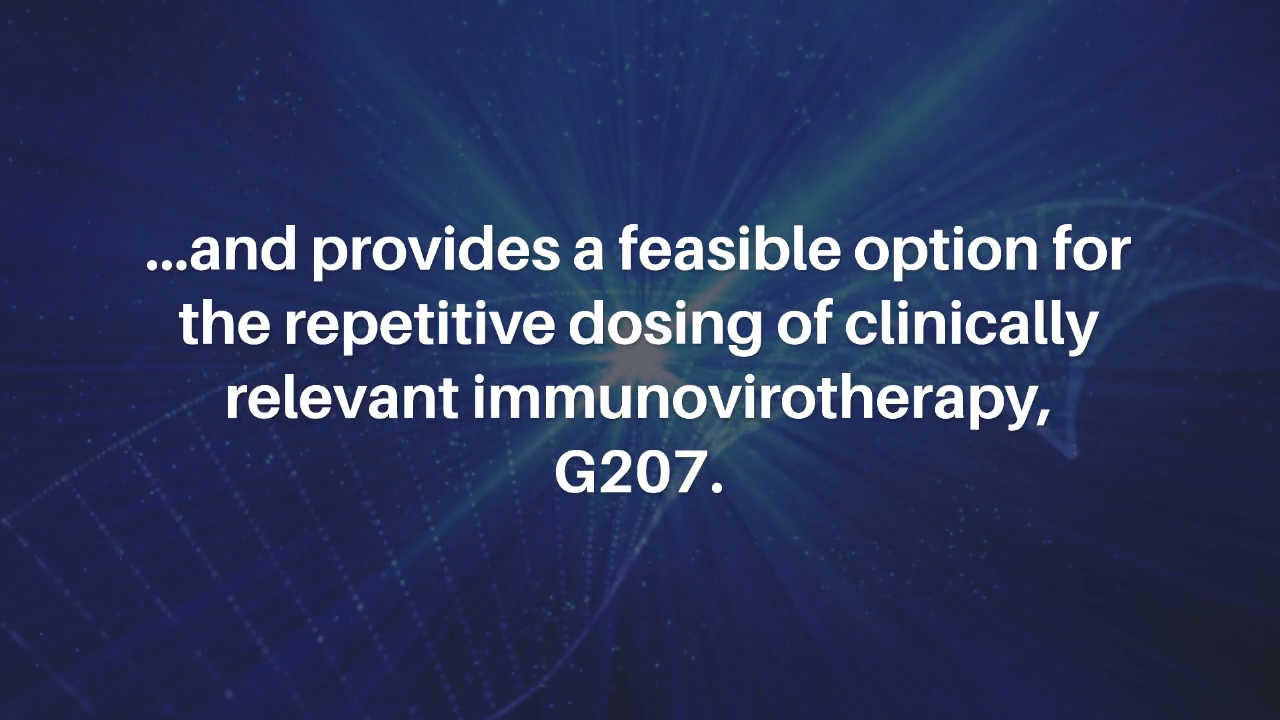 ...and provides a feasible option for
the repetitive dosing of clinically
relevant immunovirotherapy,
G207.